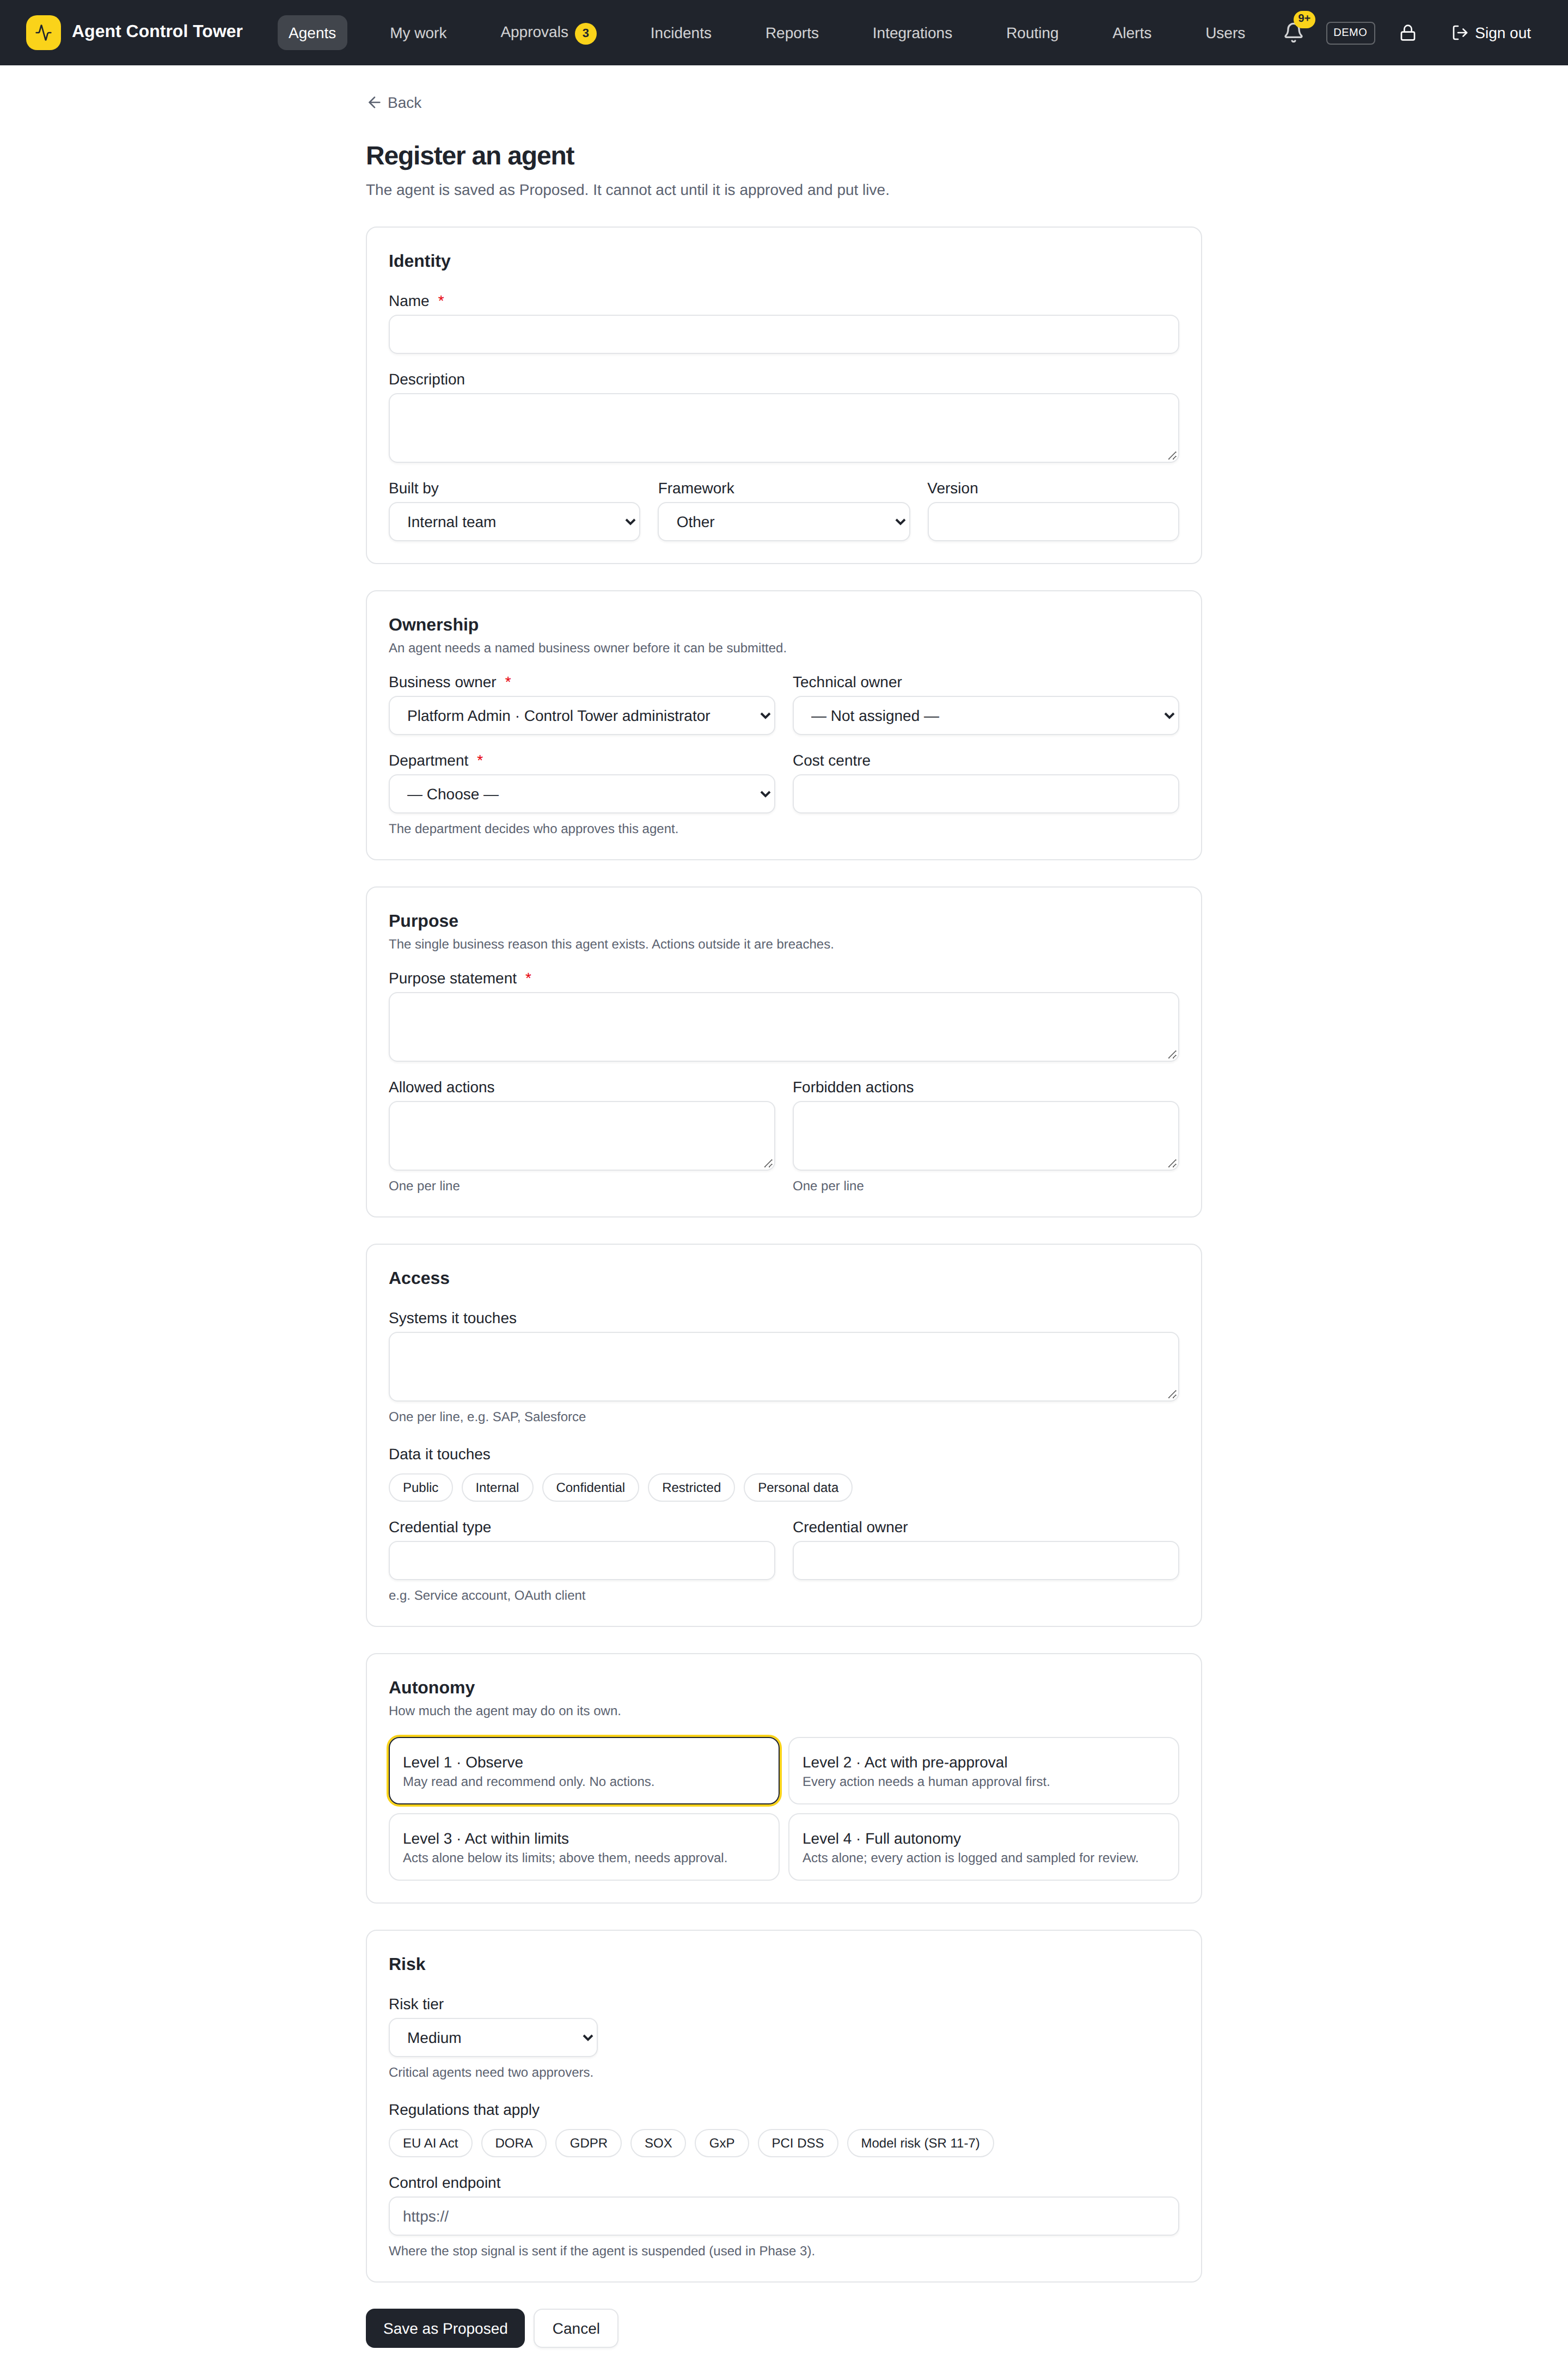 Agent Control Tower
Agents
My work
Approvals 3
Incidents
Reports
Integrations
Routing
Alerts
Users
9+
DEMO
Sign out
Back
Register an agent
The agent is saved as Proposed. It cannot act until it is approved and put live.
Identity
Name *
Description
Built by
Framework
Version
Internal team
Other
Ownership
An agent needs a named business owner before it can be submitted.
Business owner *
Technical owner
Platform Admin · Control Tower administrator
— Not assigned —
Department *
Cost centre
— Choose —
The department decides who approves this agent.
Purpose
The single business reason this agent exists. Actions outside it are breaches.
Purpose statement *
Allowed actions
Forbidden actions
One per line
One per line
Access
Systems it touches
One per line, e.g. SAP, Salesforce
Data it touches
Public
Internal
Confidential
Restricted
Personal data
Credential type
Credential owner
e.g. Service account, OAuth client
Autonomy
How much the agent may do on its own.
Level 1 · Observe
May read and recommend only. No actions.
Level 2 · Act with pre-approval
Every action needs a human approval first.
Level 3 · Act within limits
Acts alone below its limits; above them, needs approval.
Level 4 · Full autonomy
Acts alone; every action is logged and sampled for review.
Risk
Risk tier
Medium
Critical agents need two approvers.
Regulations that apply
EU AI Act
DORA
GDPR
SOX
GxP
PCI DSS
Model risk (SR 11-7)
Control endpoint
https://
Where the stop signal is sent if the agent is suspended (used in Phase 3).
Save as Proposed
Cancel